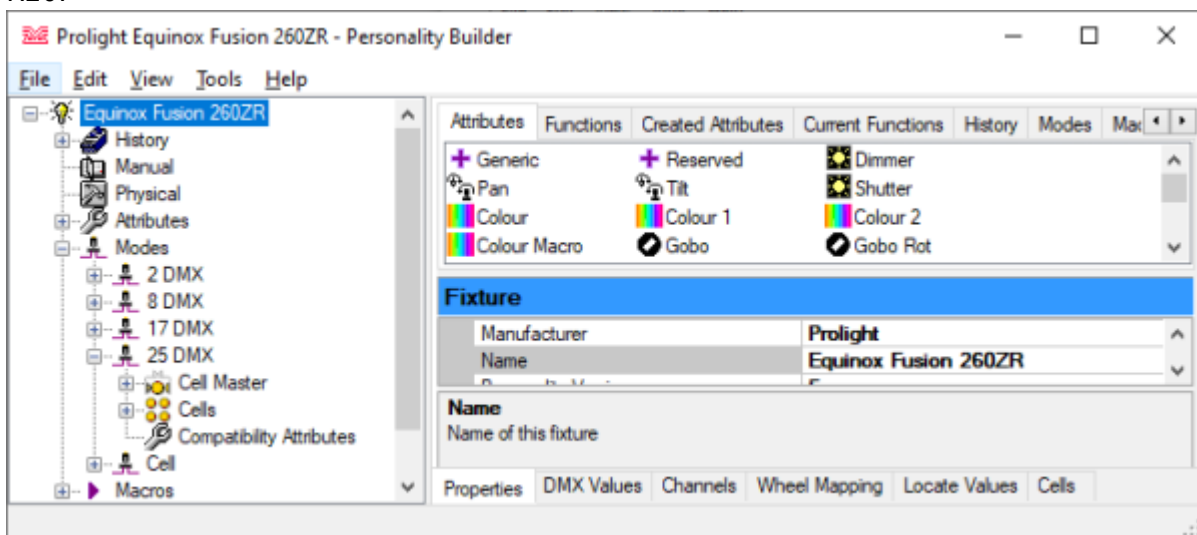 Prolight Equinox Fusion 260ZR - Personality Builder
File Edit View Tools Help
Equinox Fusion 260ZR
History
Manual
Physical
Attributes
Modes
2 DMX
8 DMX
17 DMX
25 DMX
Cell Master
Cells
Compatibility Attributes
Cell
Macros
Attributes Functions Created Attributes Current Functions History Modes
Generic Reserved Dimmer
Pan Tilt Shutter
Colour Colour 1 Colour 2
Colour Macro Gobo Gobo Rot
Fixture
Manufacturer Prolight
Name Equinox Fusion 260ZR
Name
Name of this fixture
Properties DMX Values Channels Wheel Mapping Locate Values Cells